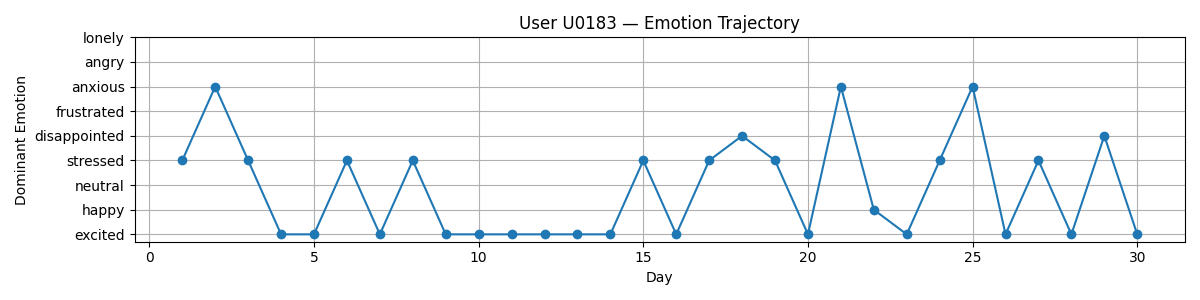 User U0183 — Emotion Trajectory
Dominant Emotion
lonely
angry
anxious
frustrated
disappointed
stressed
neutral
happy
excited
0 5 10 15 20 25 30
Day